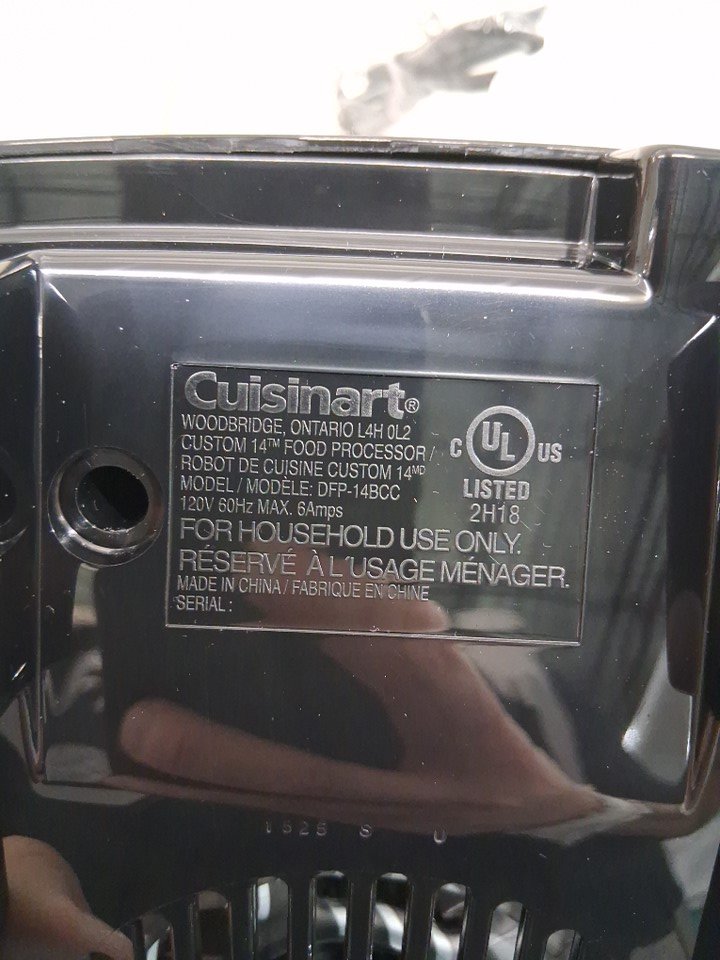 Cuisinart®
WOODBRIDGE, ONTARIO L4H 0L2
CUSTOM 14™ FOOD PROCESSOR /
ROBOT DE CUISINE CUSTOM 14ᴹᴰ
MODEL / MODÈLE: DFP-14BCC
120V 60Hz MAX. 6Amps
FOR HOUSEHOLD USE ONLY.
RÉSERVÉ À L'USAGE MÉNAGER.
MADE IN CHINA / FABRIQUE EN CHINE
SERIAL :
C UL US
LISTED
2H18
1525 S U